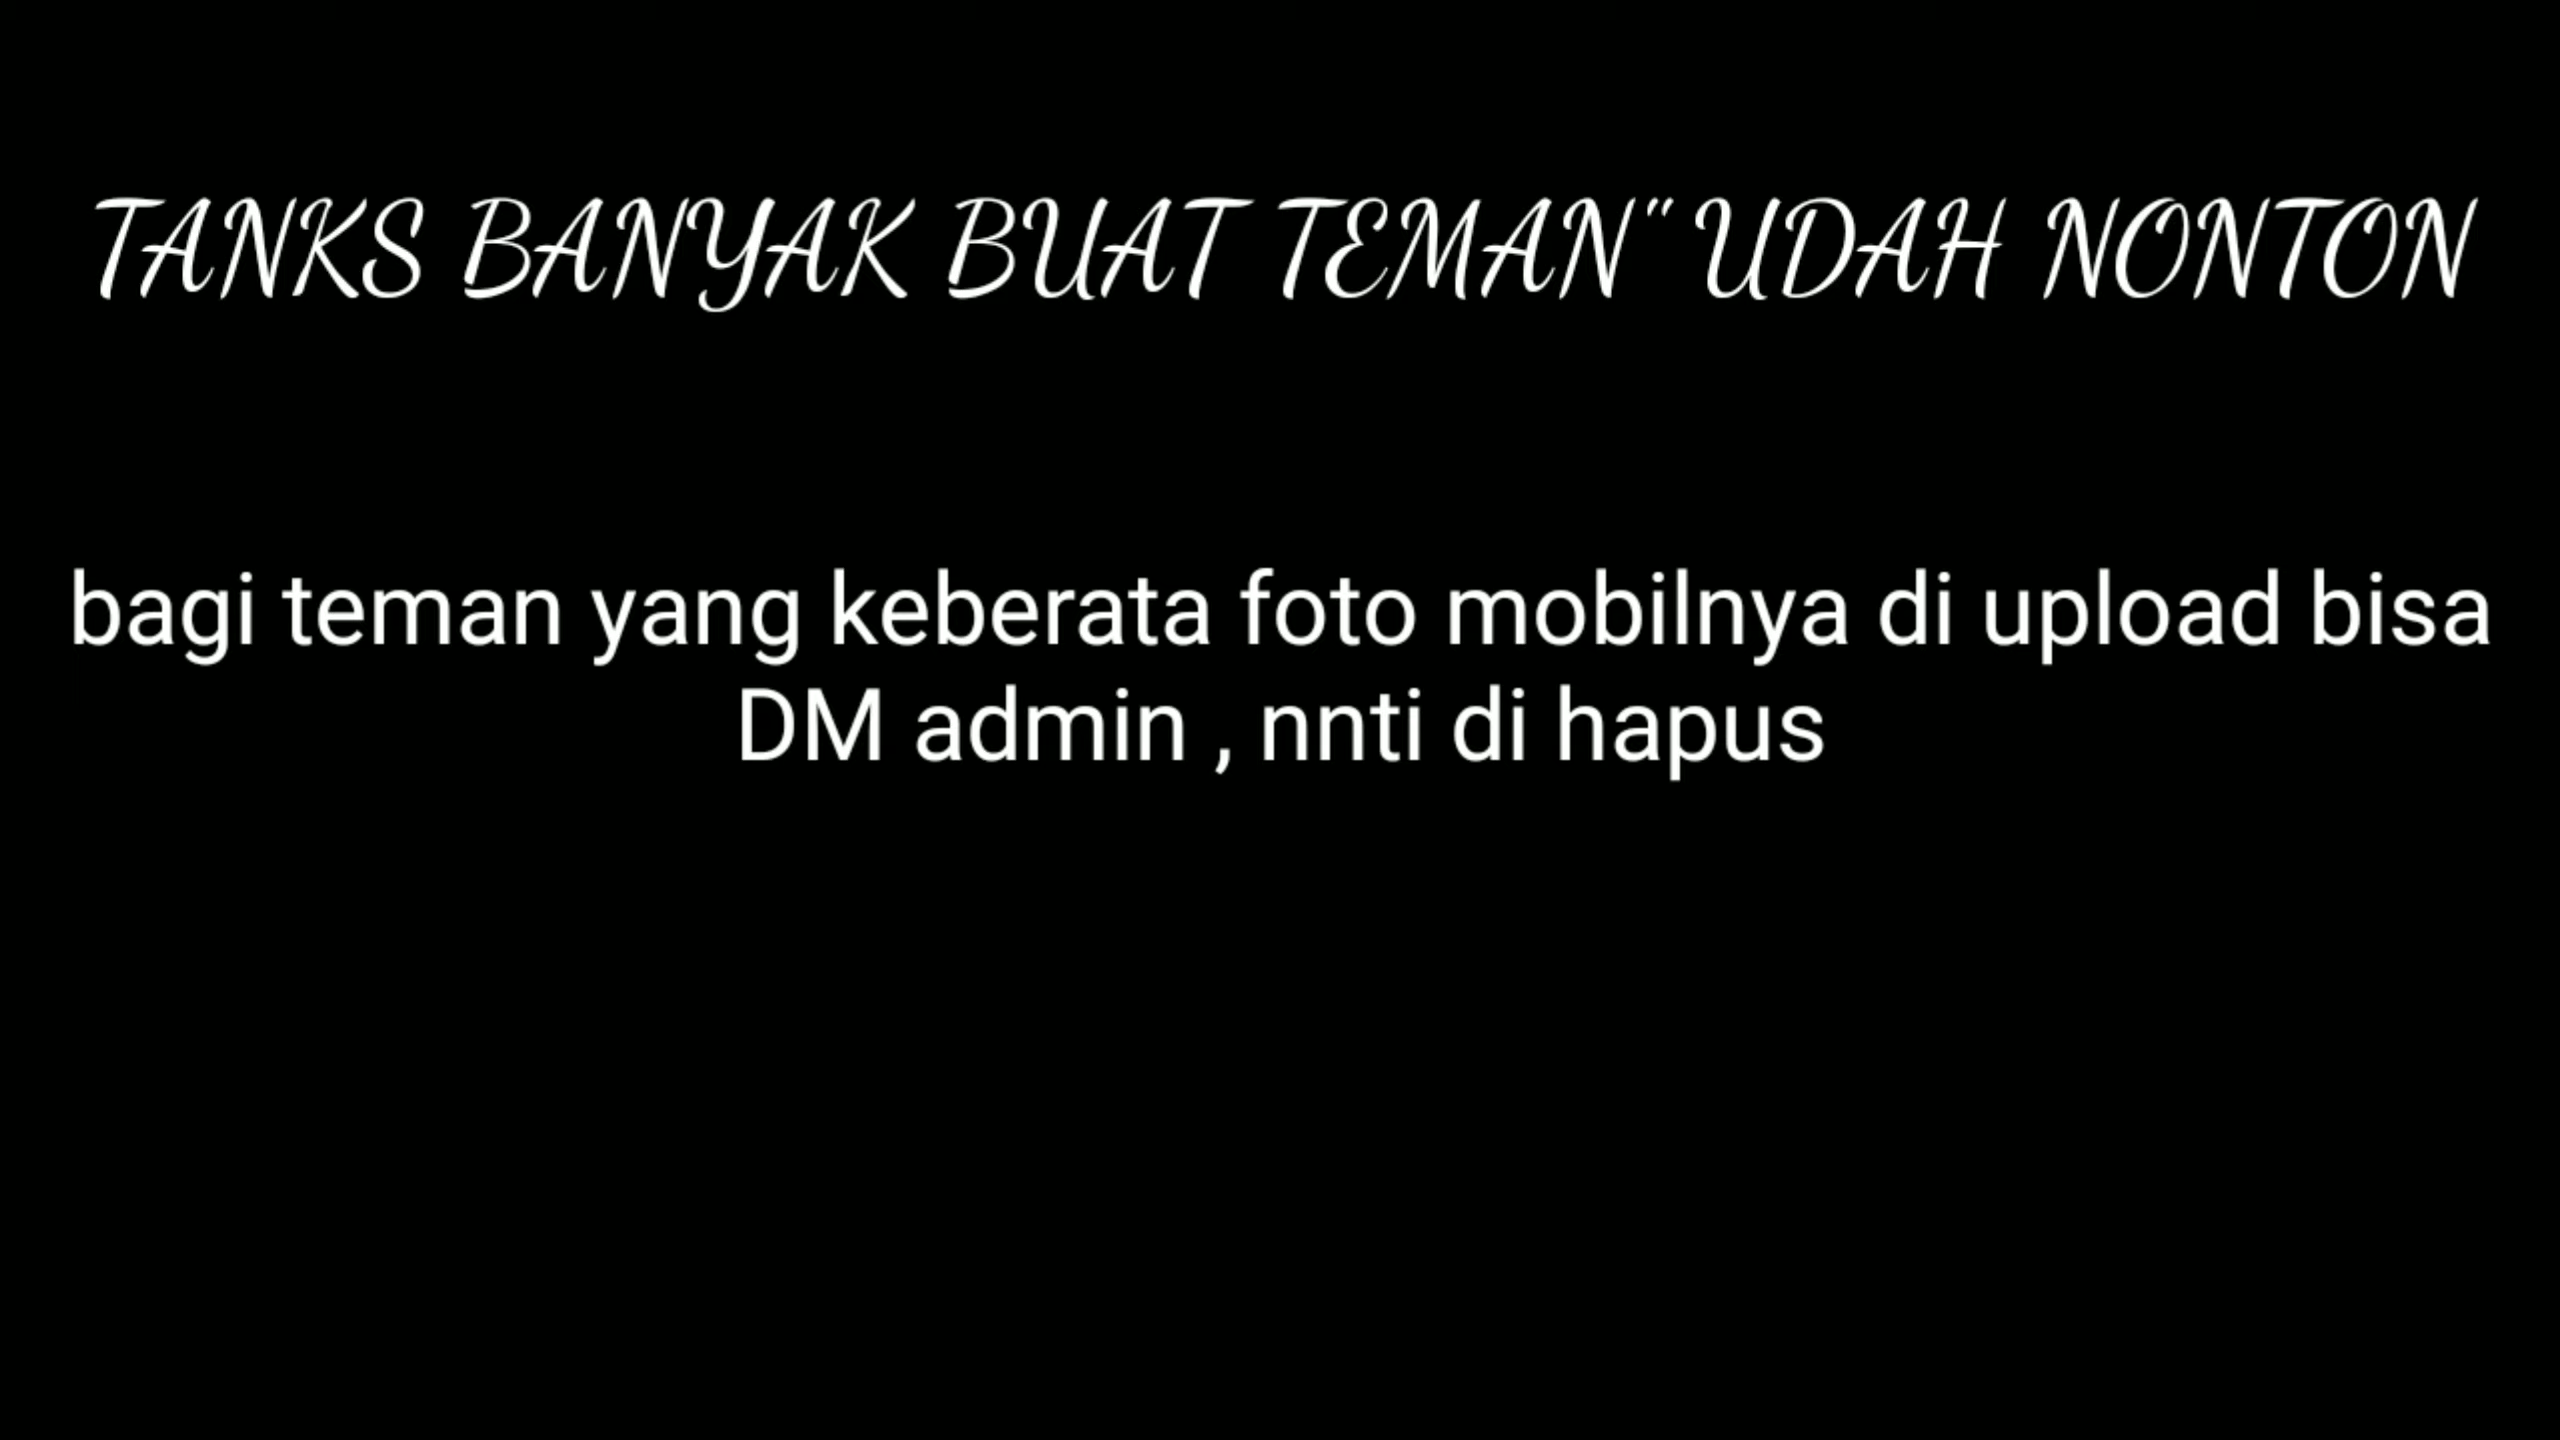 TANKS BANYAK BUAT TEMAN" UDAH NONTON
bagi teman yang keberata foto mobilnya di upload bisa
DM admin , nnti di hapus